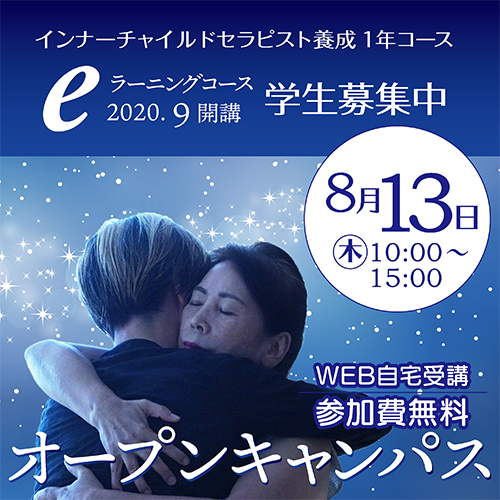 インナーチャイルドセラピスト養成 1年コース
eラーニングコース
2020. 9 開講
学生募集中
8月13日
㊍10:00～
15:00
WEB自宅受講
参加費無料
オープンキャンパス